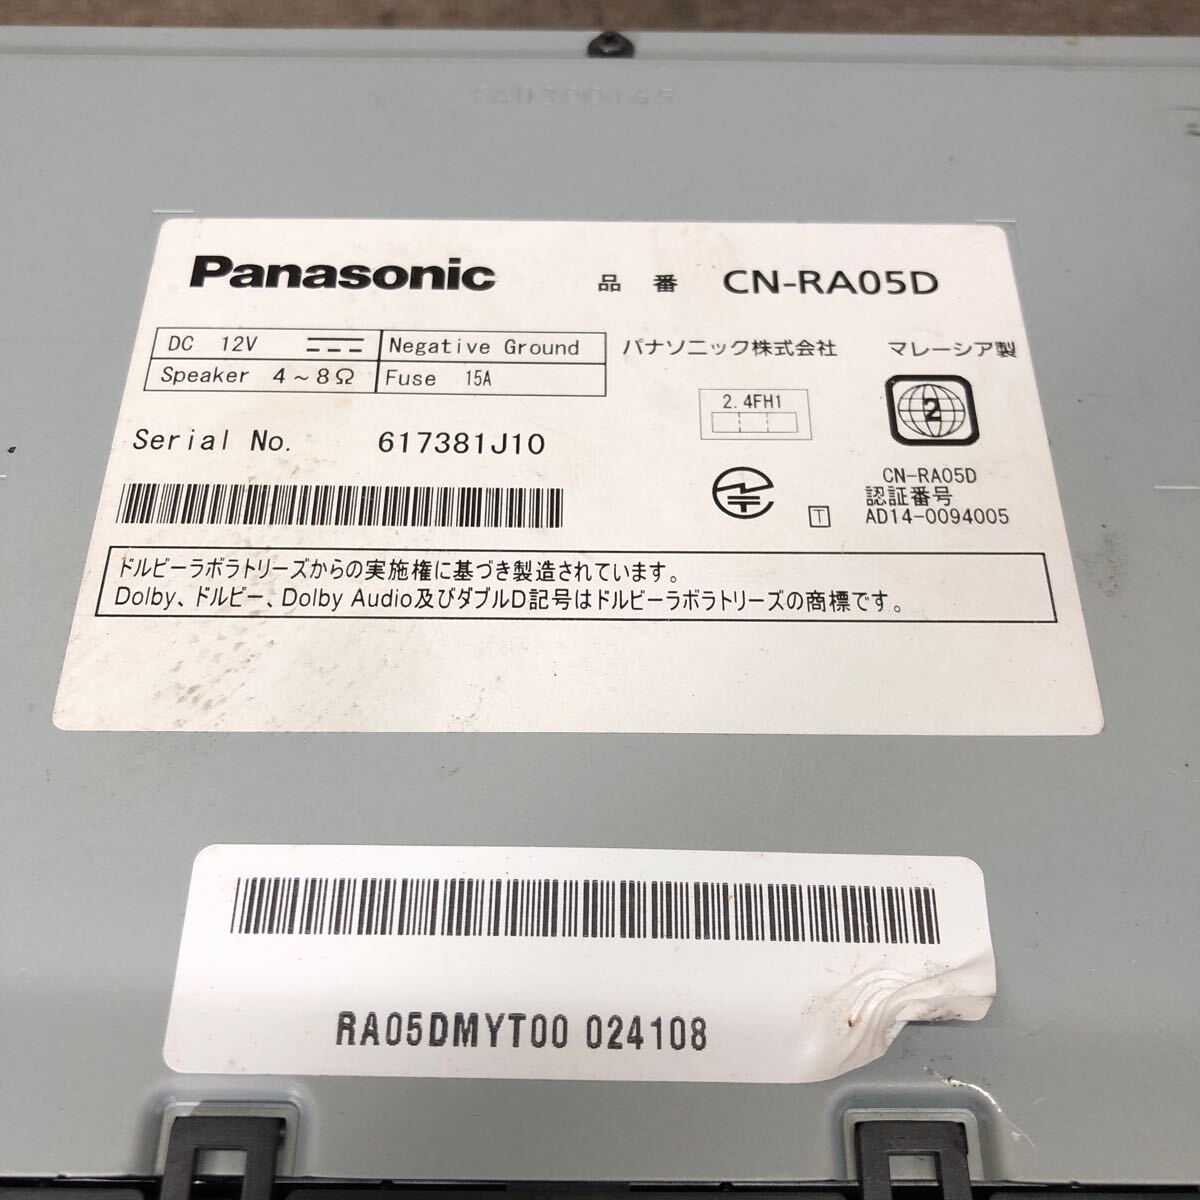 Panasonic 品番 CN-RA05D
DC 12V Negative Ground
Speaker 4~8Ω Fuse 15A
パナソニック株式会社 マレーシア製
2.4FH1
2
Serial No. 617381J10
CN-RA05D
認証番号
T AD14-0094005
ドルビーラボラトリーズからの実施権に基づき製造されています。
Dolby、ドルビー、Dolby Audio及びダブルD記号はドルビーラボラトリーズの商標です。
RA05DMYT00 024108